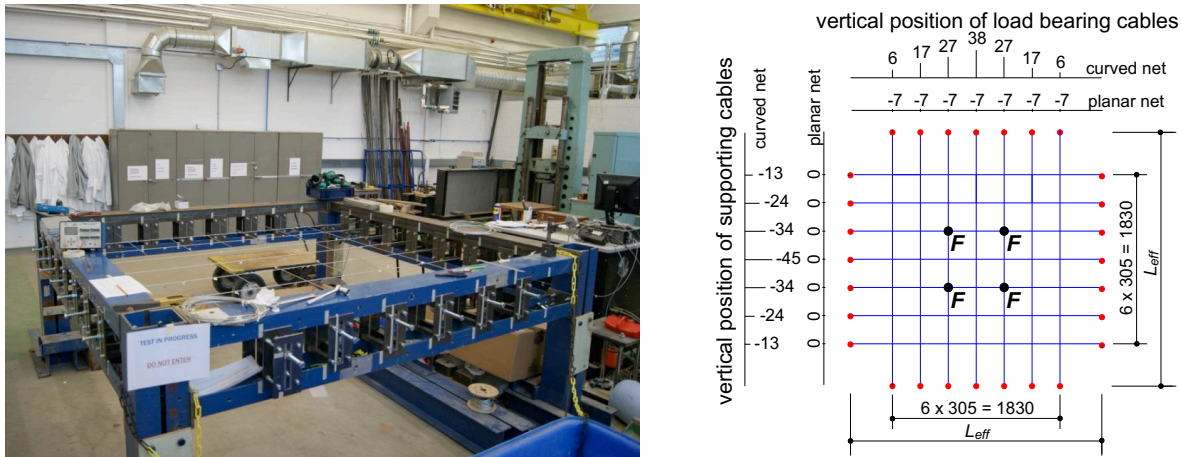 TEST IN PROGRESS
DO NOT ENTER
vertical position of load bearing cables
6 17 27 38 27 17 6 curved net
-7 -7 -7 -7 -7 -7 -7 planar net
vertical position of supporting cables
curved net
planar net
-13 0
-24 0
-34 0
-45 0
-34 0
-24 0
-13 0
F F
F F
6 x 305 = 1830
Leff
6 x 305 = 1830
Leff